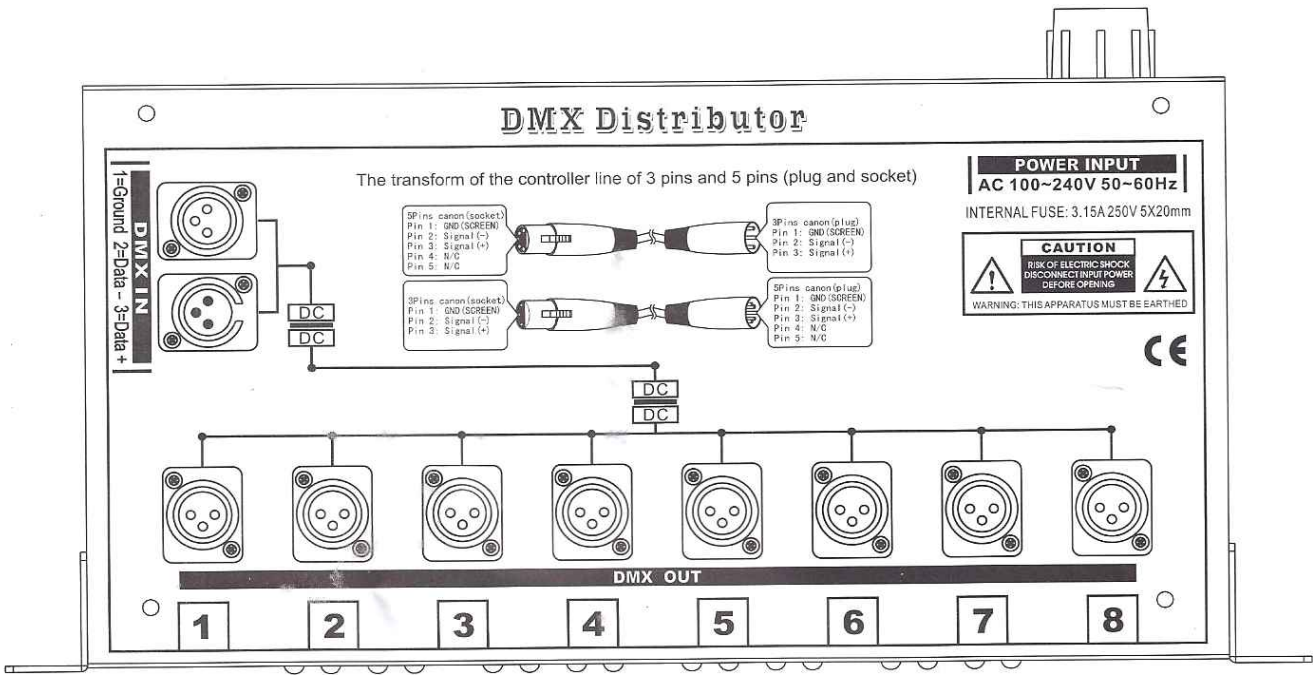 DMX Distributor
1=Ground 2=Data - 3=Data +
DMX IN
The transform of the controller line of 3 pins and 5 pins (plug and socket)
5Pins canon(socket)
Pin 1: GND(SCREEN)
Pin 2: Signal(-)
Pin 3: Signal(+)
Pin 4: N/C
Pin 5: N/C
3Pins canon(plug)
Pin 1: GND(SCREEN)
Pin 2: Signal(-)
Pin 3: Signal(+)
3Pins canon(socket)
Pin 1: GND(SCREEN)
Pin 2: Signal(-)
Pin 3: Signal(+)
5Pins canon(plug)
Pin 1: GND(SCREEN)
Pin 2: Signal(-)
Pin 3: Signal(+)
Pin 4: N/C
Pin 5: N/C
POWER INPUT
AC 100~240V 50~60Hz
INTERNAL FUSE: 3.15A 250V 5X20mm
CAUTION
RISK OF ELECTRIC SHOCK
DISCONNECT INPUT POWER
DEFORE OPENING
WARNING: THIS APPARATUS MUST BE EARTHED
CE
DC
DC
DC
DC
DMX OUT
1 2 3 4 5 6 7 8